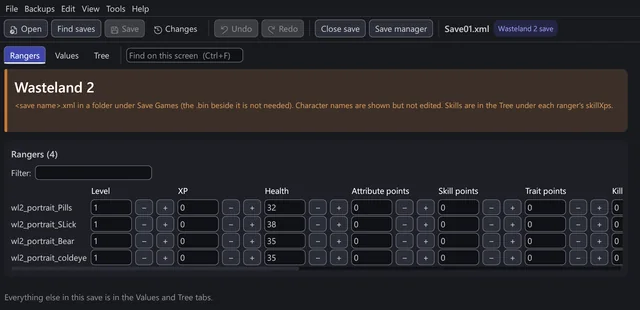 File Backups Edit View Tools Help
Open Find saves Save Changes Undo Redo Close save Save manager Save01.xml Wasteland 2 save
Rangers Values Tree Find on this screen (Ctrl+F)
Wasteland 2
<save name>.xml in a folder under Save Games (the .bin beside it is not needed). Character names are shown but not edited. Skills are in the Tree under each ranger's skillXps.
Rangers (4)
Filter:
Level XP Health Attribute points Skill points Trait points Kill
wl2_portrait_Pills 1 − + 0 − + 32 − + 0 − + 0 − + 0 − + 0
wl2_portrait_SLick 1 − + 0 − + 38 − + 0 − + 0 − + 0 − + 0
wl2_portrait_Bear 1 − + 0 − + 35 − + 0 − + 0 − + 0 − + 0
wl2_portrait_coldeye 1 − + 0 − + 35 − + 0 − + 0 − + 0 − + 0
Everything else in this save is in the Values and Tree tabs.